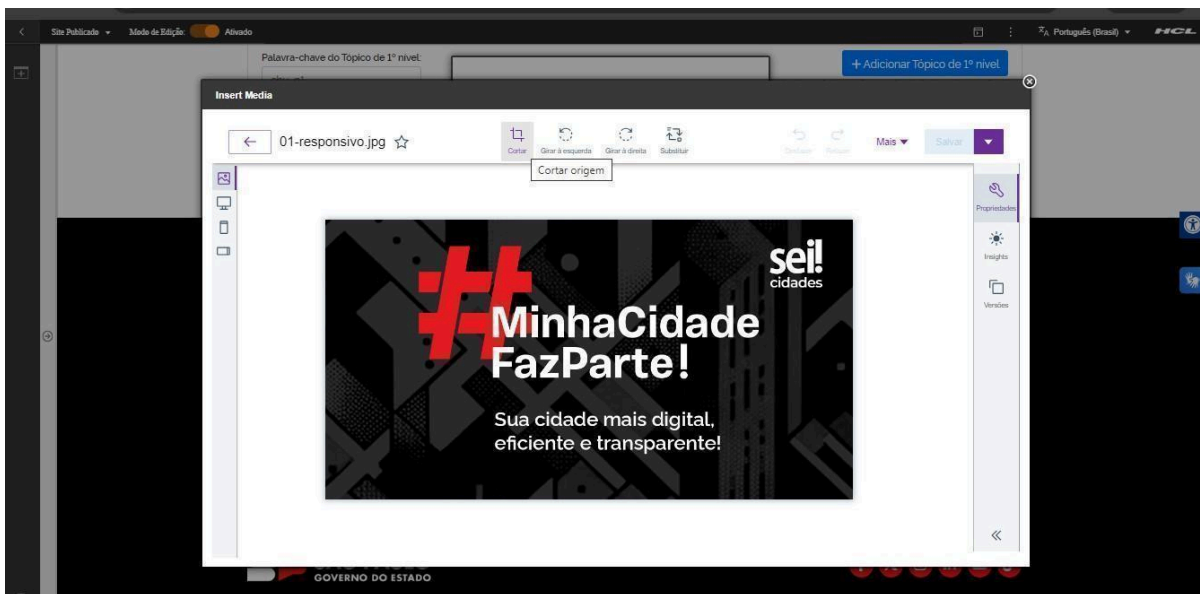 Site Publicado
Modo de Edição:
Ativado
Português (Brasil)
HCL
Palavra-chave do Tópico de 1º nível:
+ Adicionar Tópico de 1º nível
Insert Media
01-responsivo.jpg
Cortar
Girar à esquerda
Girar à direita
Substituir
Mais
Salvar
Cortar origem
Propriedades
Insights
Versões
sei!
cidades
#MinhaCidade
FazParte!
Sua cidade mais digital,
eficiente e transparente!
GOVERNO DO ESTADO